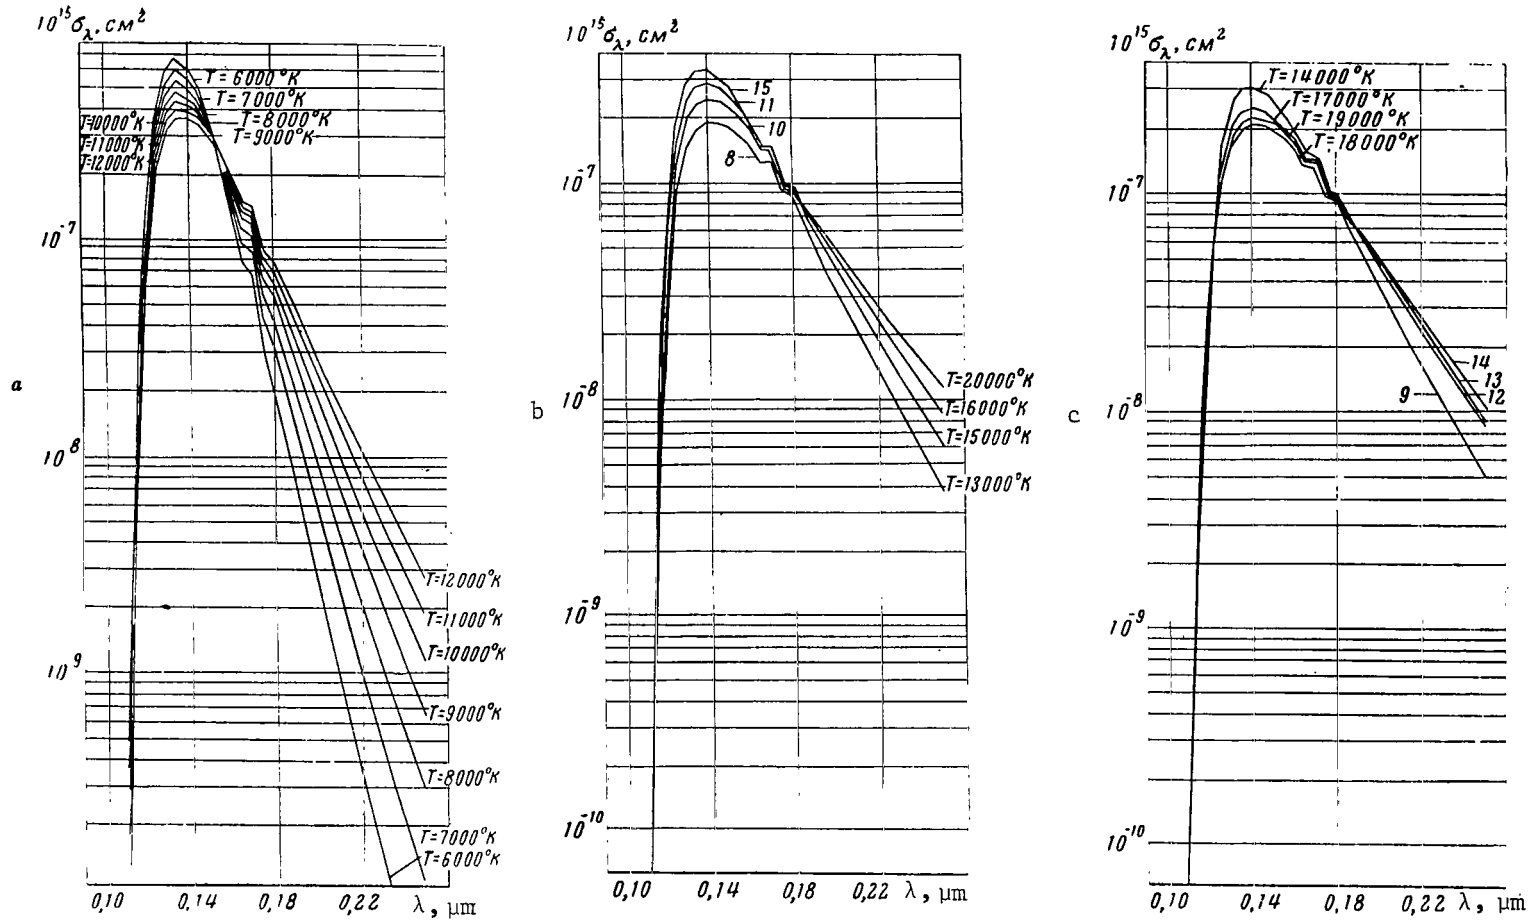 10¹⁵σλ, см²
T=6000°К
T=7000°К
T=10000°К
T=8000°К
T=11000°К
T=9000°К
T=12000°К
10⁻⁷
a
10⁸
10⁹
T=12000°К
T=11000°К
T=10000°К
T=9000°К
T=8000°К
T=7000°К
T=6000°К
0,10 0,14 0,18 0,22 λ, μm
10¹⁵σλ, см²
15
11
10
8
10⁻⁷
b
10⁻⁸
T=20000°К
T=16000°К
T=15000°К
T=13000°К
10⁻⁹
10⁻¹⁰
0,10 0,14 0,18 0,22 λ, μm
10¹⁵σλ, см²
T=14000°К
T=17000°К
T=19000°К
T=18000°К
10⁻⁷
c
14
13
12
9
10⁻⁸
10⁻⁹
10⁻¹⁰
0,10 0,14 0,18 0,22 λ, μm